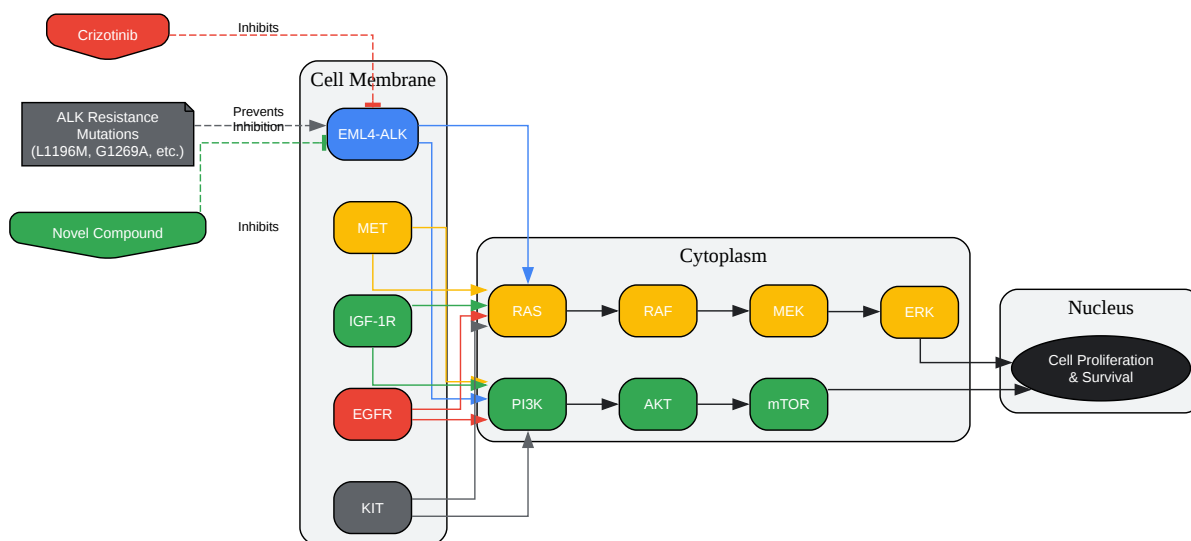 Crizotinib
Inhibits
Cell Membrane
ALK Resistance
Mutations
(L1196M, G1269A, etc.)
Prevents
Inhibition
EML4-ALK
Novel Compound
Inhibits
MET
Cytoplasm
IGF-1R
RAS
RAF
MEK
ERK
Nucleus
Cell Proliferation
& Survival
EGFR
PI3K
AKT
mTOR
KIT